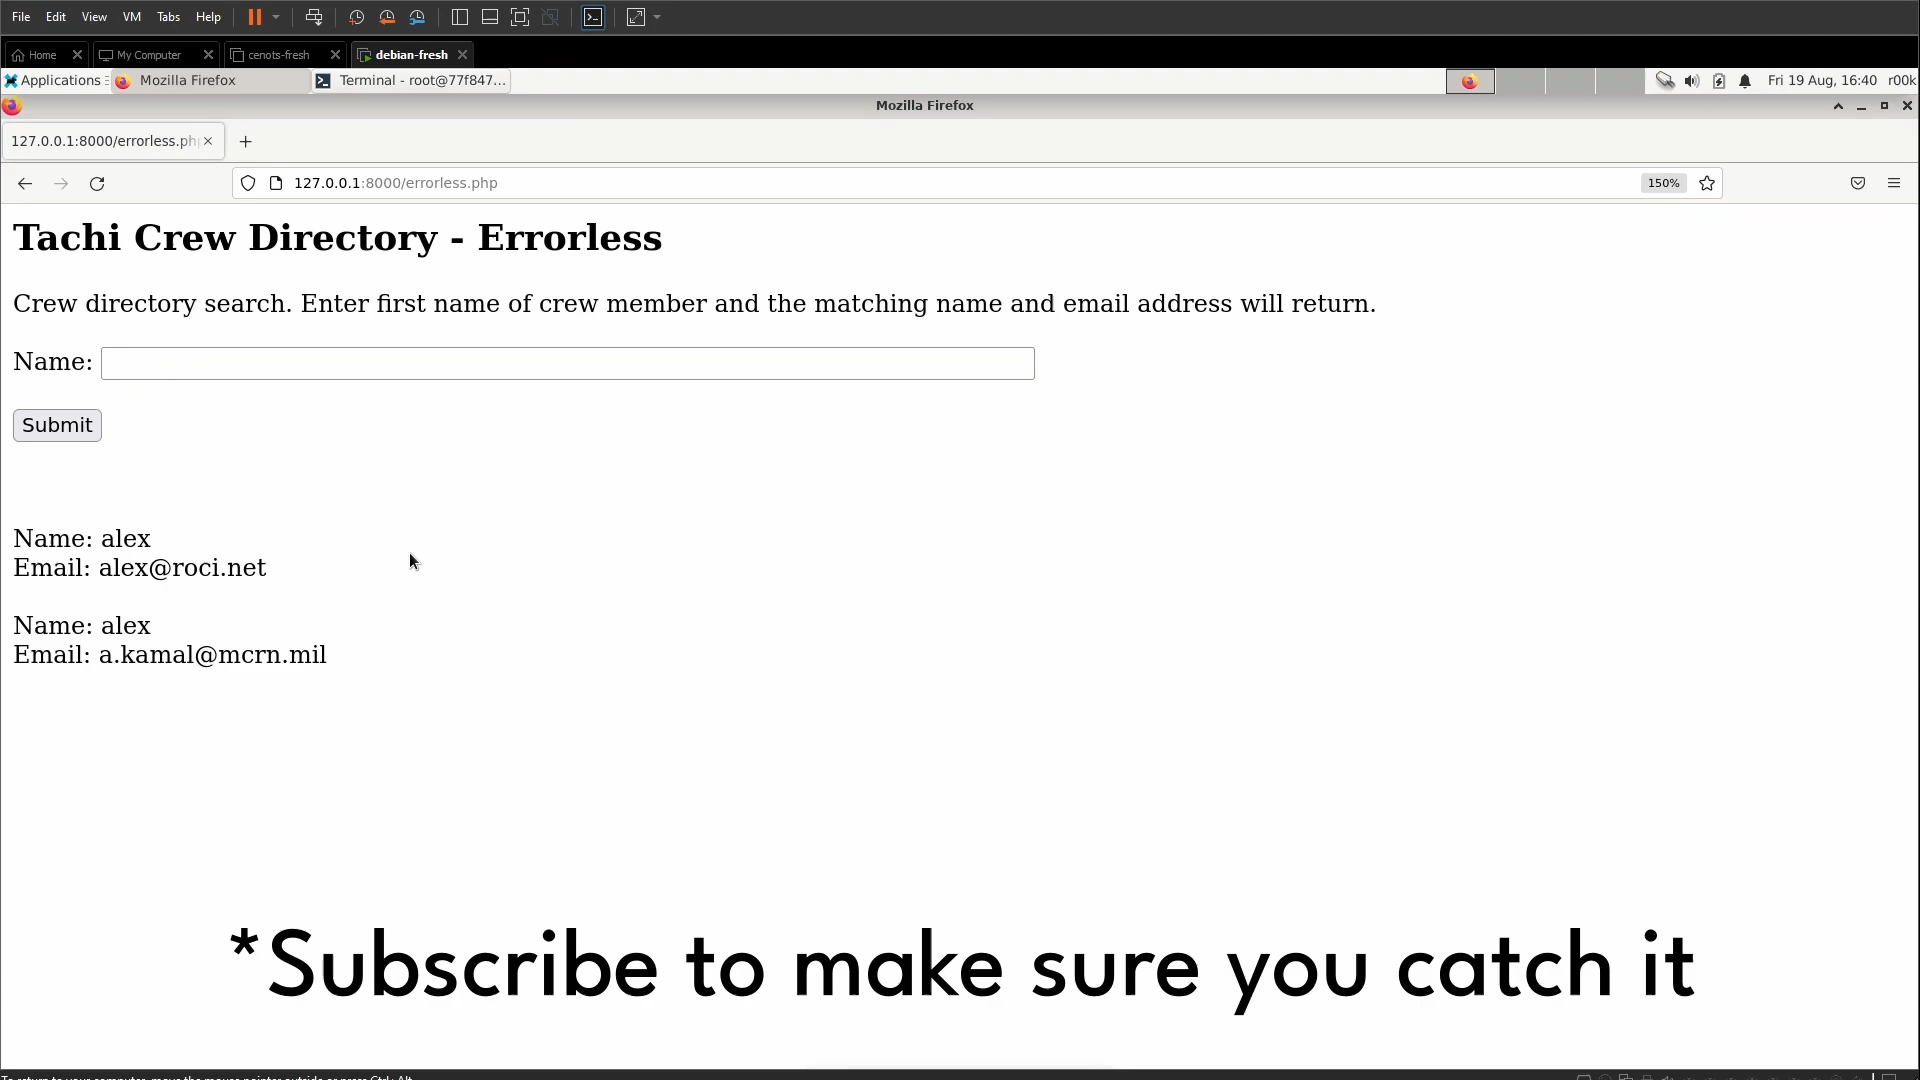 File Edit View VM Tabs Help
Home My Computer cenots-fresh debian-fresh
Applications Mozilla Firefox Terminal - root@77f847... Fri 19 Aug, 16:40 r00k
Mozilla Firefox
127.0.0.1:8000/errorless.ph
127.0.0.1:8000/errorless.php 150%
Tachi Crew Directory - Errorless
Crew directory search. Enter first name of crew member and the matching name and email address will return.
Name:
Submit
Name: alex
Email: alex@roci.net
Name: alex
Email: a.kamal@mcrn.mil
*Subscribe to make sure you catch it